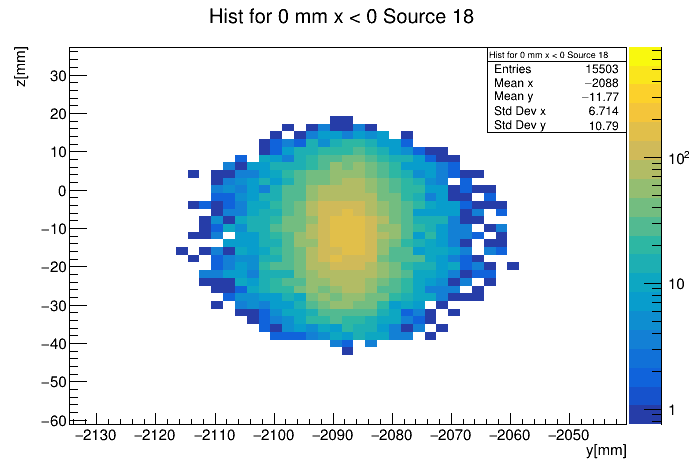 Hist for 0 mm x < 0 Source 18
z[mm]
Hist for 0 mm x < 0 Source 18
Entries 15503
Mean x −2088
Mean y −11.77
Std Dev x 6.714
Std Dev y 10.79
30
20
10
0
−10
−20
−30
−40
−50
−60
10²
10
1
−2130 −2120 −2110 −2100 −2090 −2080 −2070 −2060 −2050
y[mm]